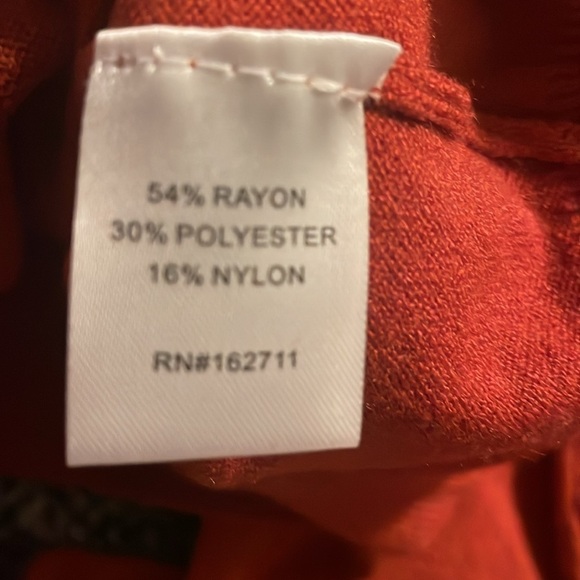 54% RAYON
30% POLYESTER
16% NYLON
RN#162711